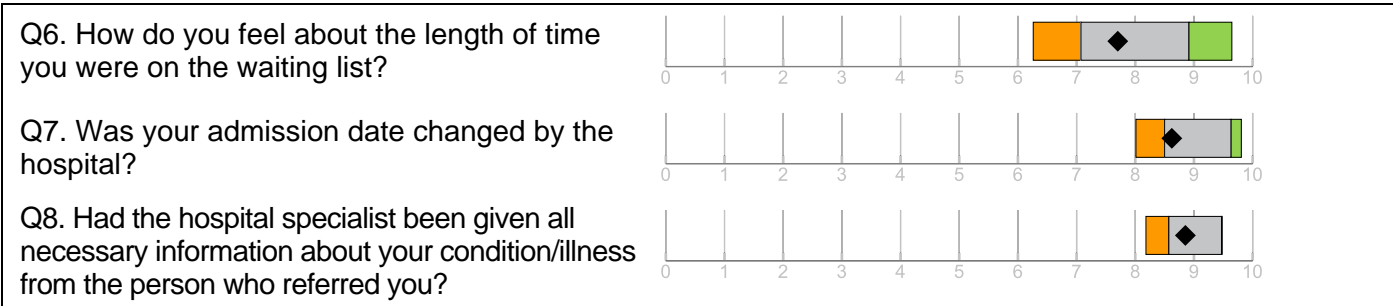 Q6. How do you feel about the length of time
you were on the waiting list?
0 1 2 3 4 5 6 7 8 9 10
Q7. Was your admission date changed by the
hospital?
0 1 2 3 4 5 6 7 8 9 10
Q8. Had the hospital specialist been given all
necessary information about your condition/illness
from the person who referred you?
0 1 2 3 4 5 6 7 8 9 10